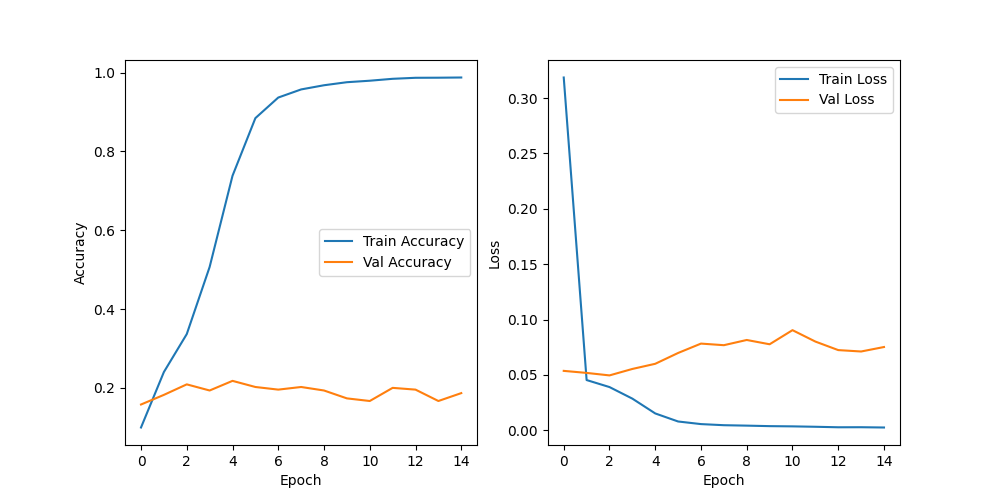 1.0
0.8
0.6
0.4
0.2
Accuracy
Train Accuracy
Val Accuracy
0 2 4 6 8 10 12 14
Epoch
0.30
0.25
0.20
0.15
0.10
0.05
0.00
Loss
Train Loss
Val Loss
0 2 4 6 8 10 12 14
Epoch